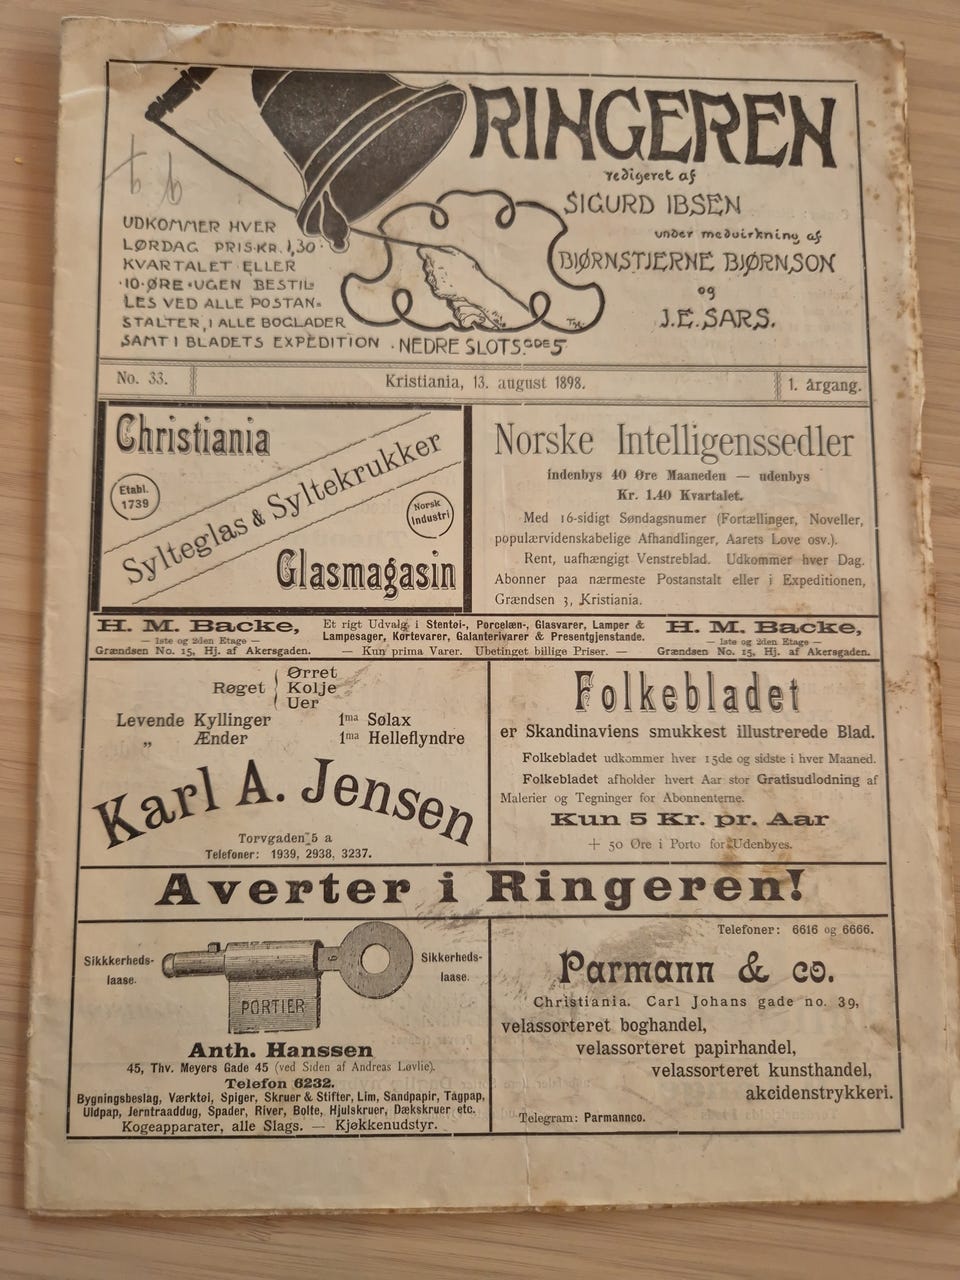 RINGEREN
redigeret af
SIGURD IBSEN
under medvirkning af
BJØRNSTJERNE BJØRNSON
og
J.E. SARS.
UDKOMMER HVER
LØRDAG PRIS·KR. 1,30
KVARTALET ELLER
·10·ØRE·UGEN BESTIL=
LES VED ALLE POSTAN=
STALTER, I ALLE BOGLADER
SAMT I BLADETS EXPEDITION . NEDRE SLOTS.GDE 5
No. 33.
Kristiania, 13. august 1898.
1. årgang.
Christiania
Etabl.
1739
Sylteglas & Syltekrukker
Norsk
Industri
Glasmagasin
Norske Intelligenssedler
indenbys 40 Øre Maaneden — udenbys
Kr. 1.40 Kvartalet.
Med 16-sidigt Søndagsnumer (Fortællinger, Noveller,
populærvidenskabelige Afhandlinger, Aarets Love osv.).
Rent, uafhængigt Venstreblad. Udkommer hver Dag.
Abonner paa nærmeste Postanstalt eller i Expeditionen,
Grændsen 3, Kristiania.
H. M. Backe,
— 1ste og 2den Etage —
Grændsen No. 15, Hj. af Akersgaden.
Et rigt Udvalg i Stentøi-, Porcelæn-, Glasvarer, Lamper &
Lampesager, Kortevarer, Galanterivarer & Presentgjenstande.
— Kun prima Varer. Ubetinget billige Priser. —
H. M. Backe,
— 1ste og 2den Etage —
Grændsen No. 15, Hj. af Akersgaden.
Ørret
Røget Kolje
Uer
Levende Kyllinger 1ma Sølax
„ Ænder 1ma Helleflyndre
Karl A. Jensen
Torvgaden 5 a
Telefoner: 1939, 2938, 3237.
Folkebladet
er Skandinaviens smukkest illustrerede Blad.
Folkebladet udkommer hver 15de og sidste i hver Maaned.
Folkebladet afholder hvert Aar stor Gratisudlodning af
Malerier og Tegninger for Abonnenterne.
Kun 5 Kr. pr. Aar
+ 50 Øre i Porto for Udenbyes.
Averter i Ringeren!
Sikkkerheds-
laase.
PORTIER
6
Sikkerheds-
laase.
Anth. Hanssen
45, Thv. Meyers Gade 45 (ved Siden af Andreas Løvlie).
Telefon 6232.
Bygningsbeslag, Værktøi, Spiger, Skruer & Stifter, Lim, Sandpapir, Tagpap,
Uldpap, Jerntraaddug, Spader, River, Bolte, Hjulskruer, Dækskruer etc.
Kogeapparater, alle Slags. — Kjøkkenudstyr.
Telefoner: 6616 og 6666.
Parmann & co.
Christiania. Carl Johans gade no. 39,
velassorteret boghandel,
velassorteret papirhandel,
velassorteret kunsthandel,
akcidenstrykkeri.
Telegram: Parmannco.